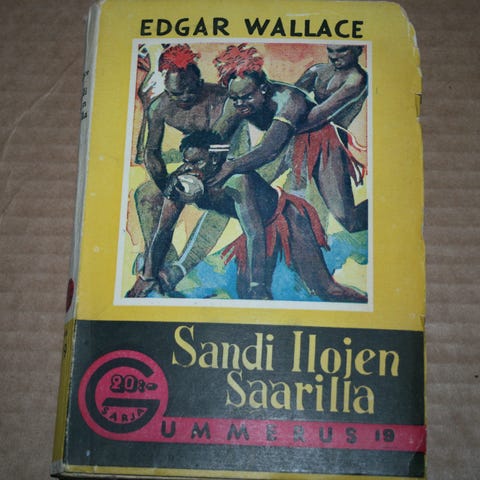 EDGAR WALLACE
Sandi Ilojen
Saarilla
20:-
SARJA
GUMMERUS 19